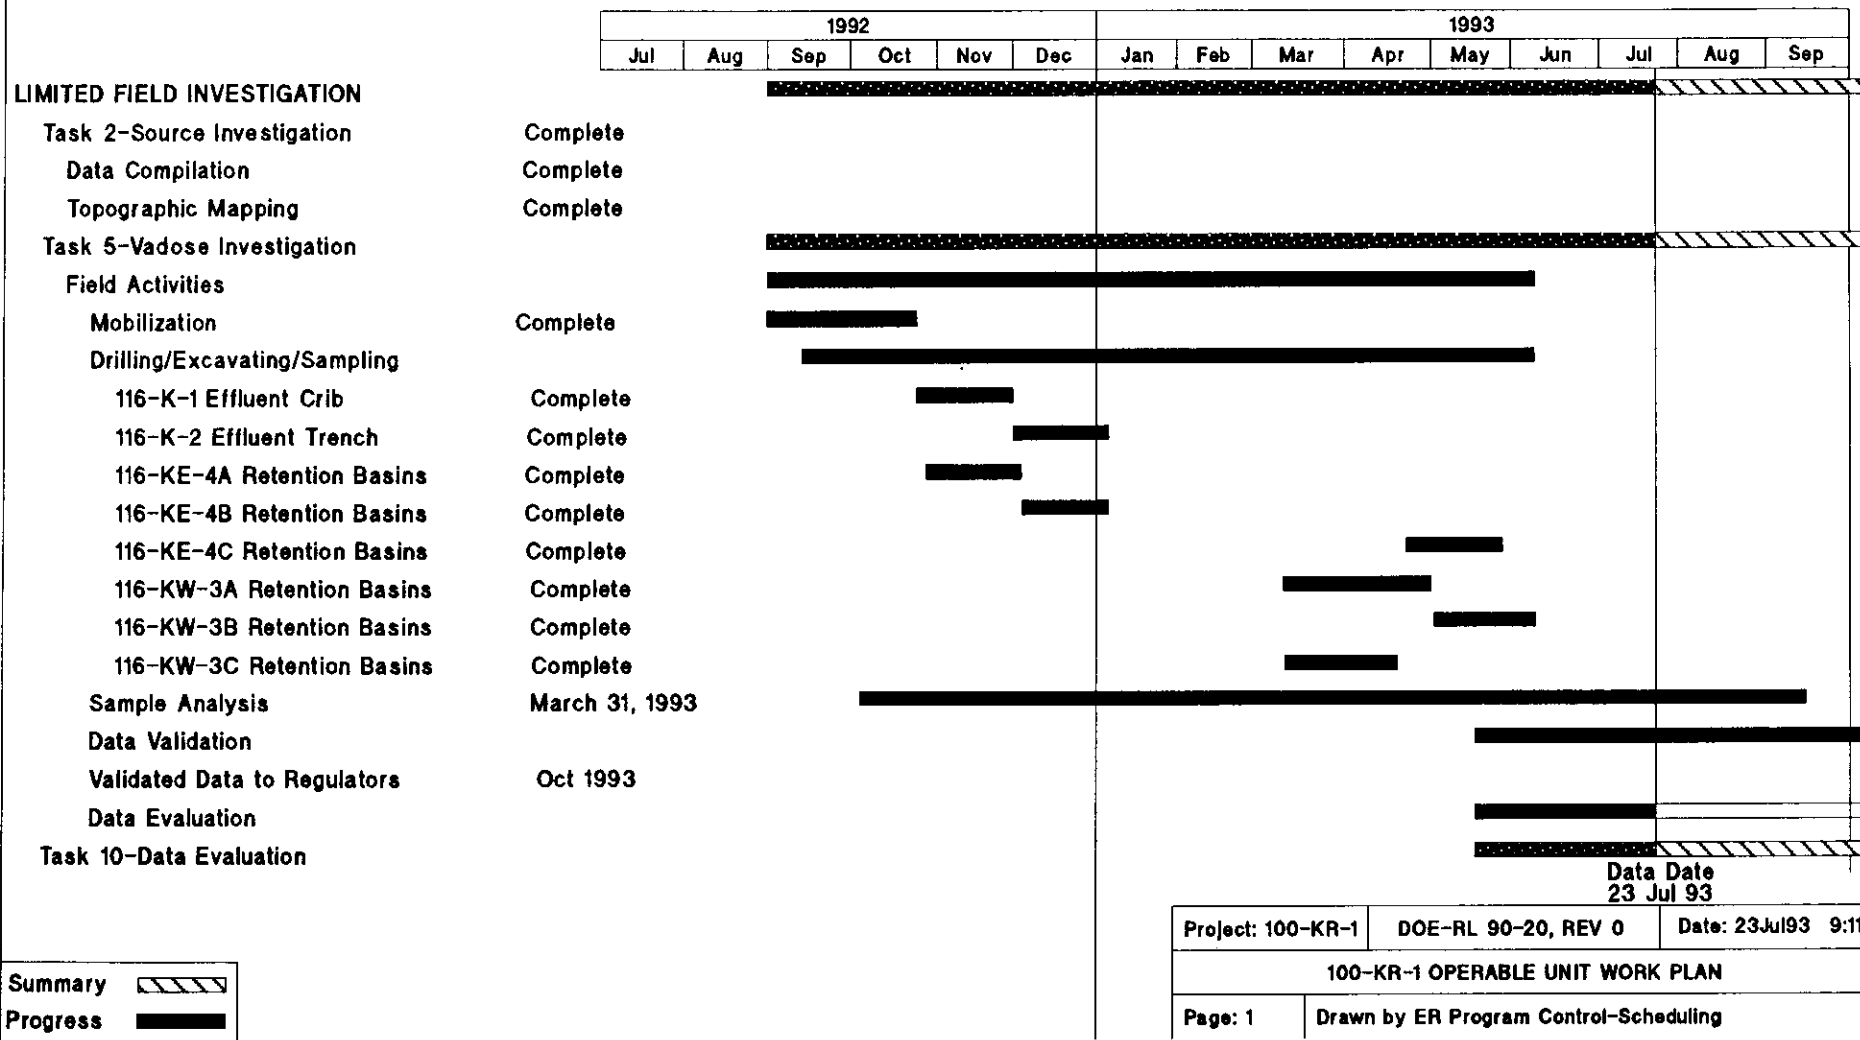 1992 1993
Jul Aug Sep Oct Nov Dec Jan Feb Mar Apr May Jun Jul Aug Sep
LIMITED FIELD INVESTIGATION
Task 2-Source Investigation Complete
Data Compilation Complete
Topographic Mapping Complete
Task 5-Vadose Investigation
Field Activities
Mobilization Complete
Drilling/Excavating/Sampling
116-K-1 Effluent Crib Complete
116-K-2 Effluent Trench Complete
116-KE-4A Retention Basins Complete
116-KE-4B Retention Basins Complete
116-KE-4C Retention Basins Complete
116-KW-3A Retention Basins Complete
116-KW-3B Retention Basins Complete
116-KW-3C Retention Basins Complete
Sample Analysis March 31, 1993
Data Validation
Validated Data to Regulators Oct 1993
Data Evaluation
Task 10-Data Evaluation
Data Date
23 Jul 93
Project: 100-KR-1 DOE-RL 90-20, REV 0 Date: 23Jul93 9:11
100-KR-1 OPERABLE UNIT WORK PLAN
Page: 1 Drawn by ER Program Control-Scheduling
Summary
Progress